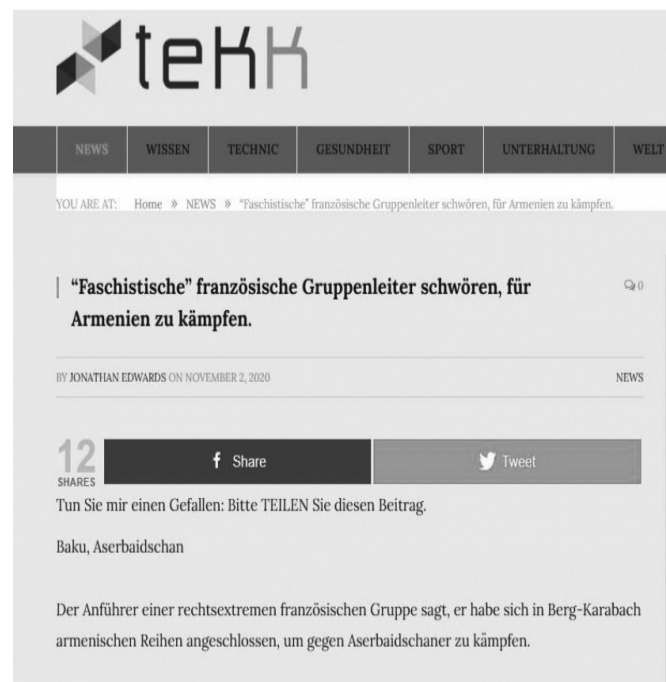 teKK
NEWS WISSEN TECHNIC GESUNDHEIT SPORT UNTERHALTUNG WELT
YOU ARE AT: Home » NEWS » “Faschistische” französische Gruppenleiter schwören, für Armenien zu kämpfen.
“Faschistische” französische Gruppenleiter schwören, für
Armenien zu kämpfen.
0
BY JONATHAN EDWARDS ON NOVEMBER 2, 2020
NEWS
12
SHARES
Share
Tweet
Tun Sie mir einen Gefallen: Bitte TEILEN Sie diesen Beitrag.
Baku, Aserbaidschan
Der Anführer einer rechtsextremen französischen Gruppe sagt, er habe sich in Berg-Karabach
armenischen Reihen angeschlossen, um gegen Aserbaidschaner zu kämpfen.